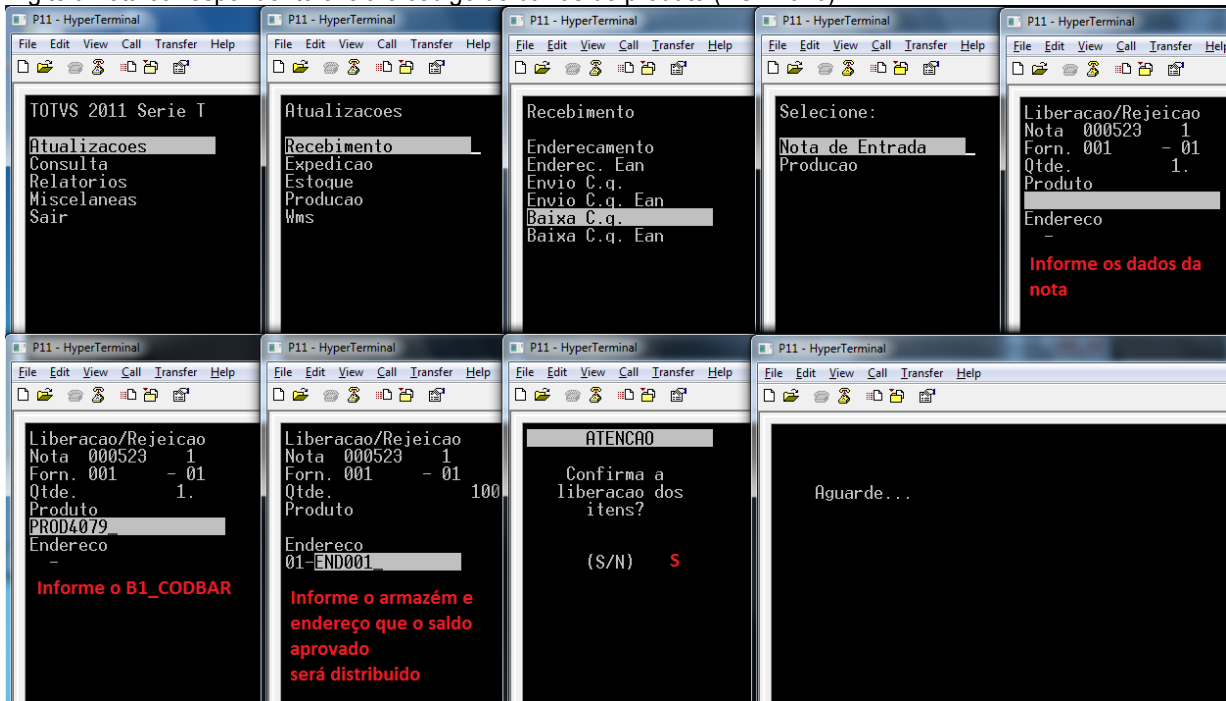 P11 - HyperTerminal
File Edit View Call Transfer Help
TOTVS 2011 Serie T
Atualizacoes
Consulta
Relatorios
Miscelaneas
Sair
P11 - HyperTerminal
File Edit View Call Transfer Help
Atualizacoes
Recebimento
Expedicao
Estoque
Producao
Wms
P11 - HyperTerminal
File Edit View Call Transfer Help
Recebimento
Enderecamento
Enderec. Ean
Envio C.q.
Envio C.q. Ean
Baixa C.q.
Baixa C.q. Ean
P11 - HyperTerminal
File Edit View Call Transfer Help
Selecione:
Nota de Entrada
Producao
P11 - HyperTerminal
File Edit View Call Transfer Help
Liberacao/Rejeicao
Nota 000523 1
Forn. 001 - 01
Qtde. 1.
Produto
Endereco
-
Informe os dados da
nota
P11 - HyperTerminal
File Edit View Call Transfer Help
Liberacao/Rejeicao
Nota 000523 1
Forn. 001 - 01
Qtde. 1.
Produto
PROD4079_
Endereco
-
Informe o B1_CODBAR
P11 - HyperTerminal
File Edit View Call Transfer Help
Liberacao/Rejeicao
Nota 000523 1
Forn. 001 - 01
Qtde. 100
Produto
Endereco
01-END001_
Informe o armazém e
endereço que o saldo
aprovado
será distribuido
P11 - HyperTerminal
File Edit View Call Transfer Help
ATENCAO
Confirma a
liberacao dos
itens?
(S/N) S
P11 - HyperTerminal
File Edit View Call Transfer Help
Aguarde...